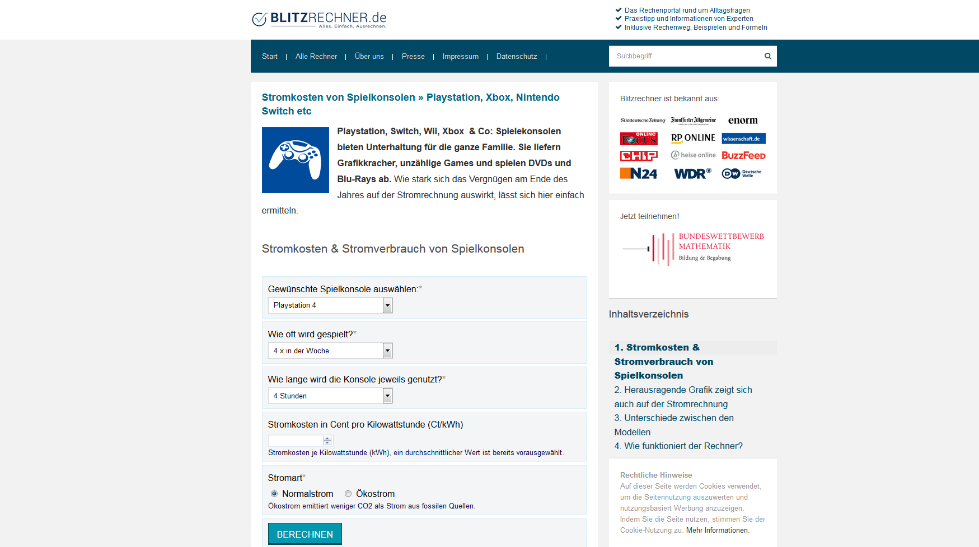 BLITZRECHNER.de
Alles. Einfach. Ausrechnen.
Das Rechenportal rund um Alltagsfragen
Praxistipp und Informationen von Experten
Inklusive Rechenweg, Beispielen und Formeln
Start | Alle Rechner | Über uns | Presse | Impressum | Datenschutz |
Suchbegriff
Stromkosten von Spielkonsolen » Playstation, Xbox, Nintendo
Switch etc
Playstation, Switch, Wii, Xbox & Co: Spielekonsolen
bieten Unterhaltung für die ganze Familie. Sie liefern
Grafikkracher, unzählige Games und spielen DVDs und
Blu-Rays ab. Wie stark sich das Vergnügen am Ende des
Jahres auf der Stromrechnung auswirkt, lässt sich hier einfach
ermitteln.
Stromkosten & Stromverbrauch von Spielkonsolen
Gewünschte Spielkonsole auswählen:*
Playstation 4
Wie oft wird gespielt?*
4 x in der Woche
Wie lange wird die Konsole jeweils genutzt?*
4 Stunden
Stromkosten in Cent pro Kilowattstunde (Ct/kWh)
Stromkosten je Kilowattstunde (kWh), ein durchschnittlicher Wert ist bereits vorausgewählt.
Stromart*
Normalstrom Ökostrom
Ökostrom emittiert weniger CO2 als Strom aus fossilen Quellen.
BERECHNEN
Blitzrechner ist bekannt aus:
Süddeutsche Zeitung Frankfurter Allgemeine enorm
ONLINE RP ONLINE wissenschaft.de
CHIP heise online BuzzFeed
N24 WDR DW Deutsche Welle
Jetzt teilnehmen!
BUNDESWETTBEWERB
MATHEMATIK
Bildung & Begabung
Inhaltsverzeichnis
1. Stromkosten &
Stromverbrauch von
Spielkonsolen
2. Herausragende Grafik zeigt sich
auch auf der Stromrechnung
3. Unterschiede zwischen den
Modellen
4. Wie funktioniert der Rechner?
Rechtliche Hinweise
Auf dieser Seite werden Cookies verwendet,
um die Seitennutzung auszuwerten und
nutzungsbasiert Werbung anzuzeigen.
Indem Sie die Seite nutzen, stimmen Sie der
Cookie-Nutzung zu. Mehr Informationen.